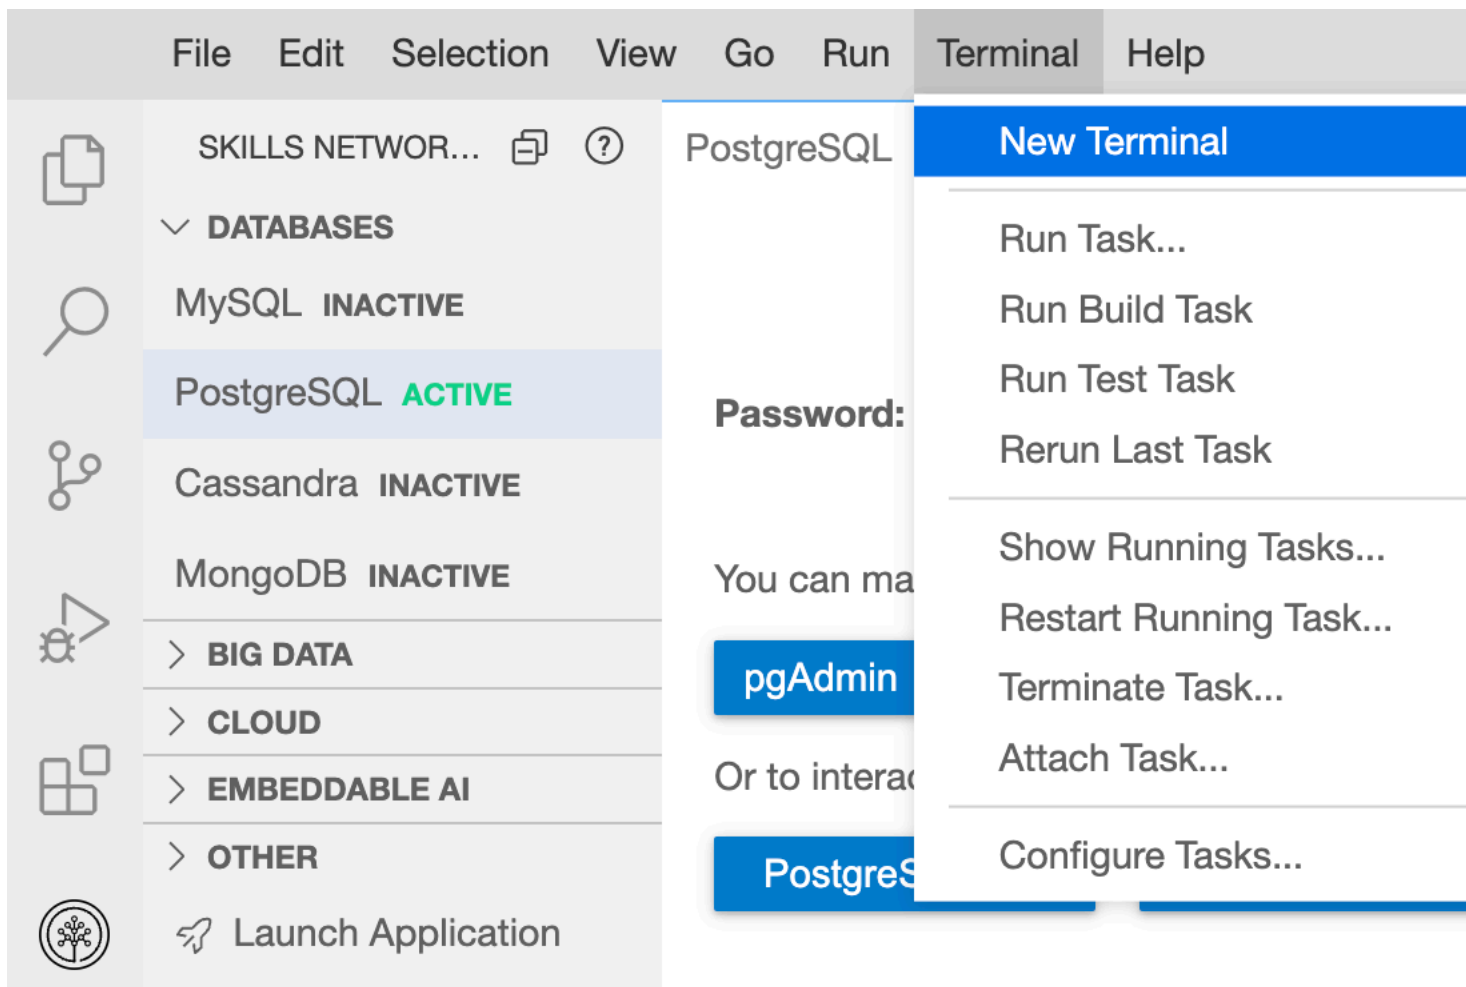 File Edit Selection View Go Run Terminal Help
SKILLS NETWOR...
DATABASES
MySQL INACTIVE
PostgreSQL ACTIVE
Cassandra INACTIVE
MongoDB INACTIVE
BIG DATA
CLOUD
EMBEDDABLE AI
OTHER
Launch Application
PostgreSQL
Password:
You can ma
pgAdmin
Or to interac
PostgreS
New Terminal
Run Task...
Run Build Task
Run Test Task
Rerun Last Task
Show Running Tasks...
Restart Running Task...
Terminate Task...
Attach Task...
Configure Tasks...